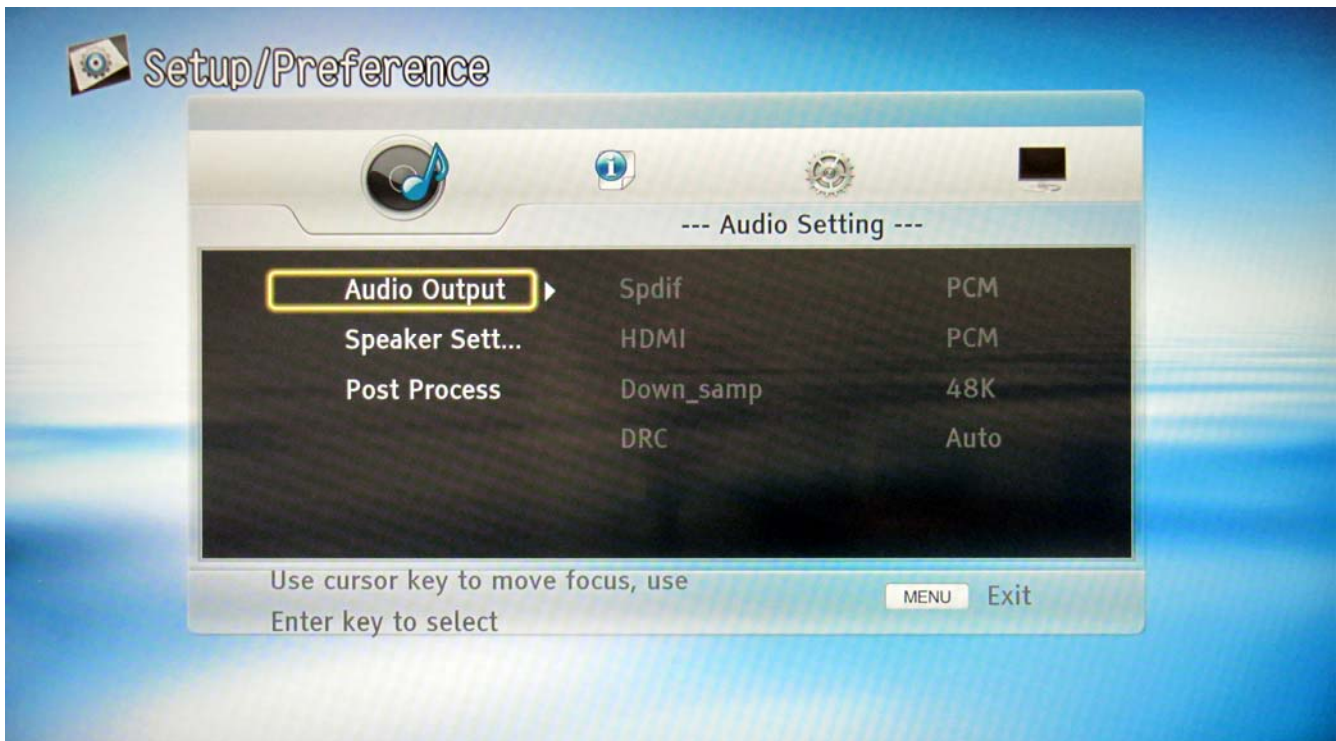 Setup/Preference
--- Audio Setting ---
Audio Output Spdif PCM
Speaker Sett... HDMI PCM
Post Process Down_samp 48K
DRC Auto
Use cursor key to move focus, use
Enter key to select
MENU Exit